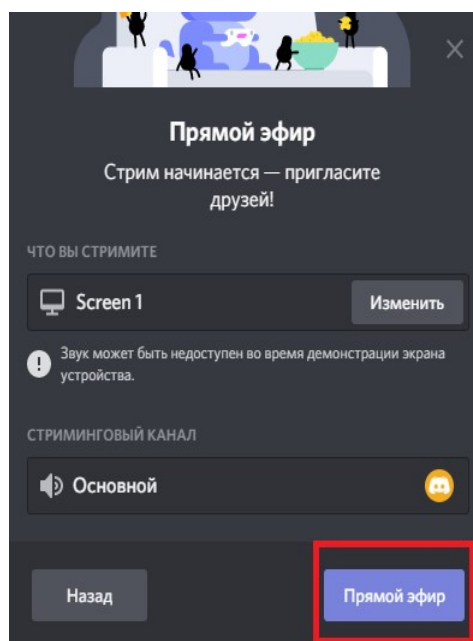 Прямой эфир
Стрим начинается — пригласите
друзей!
ЧТО ВЫ СТРИМИТЕ
Screen 1
Изменить
Звук может быть недоступен во время демонстрации экрана
устройства.
СТРИМИНГОВЫЙ КАНАЛ
Основной
Назад
Прямой эфир